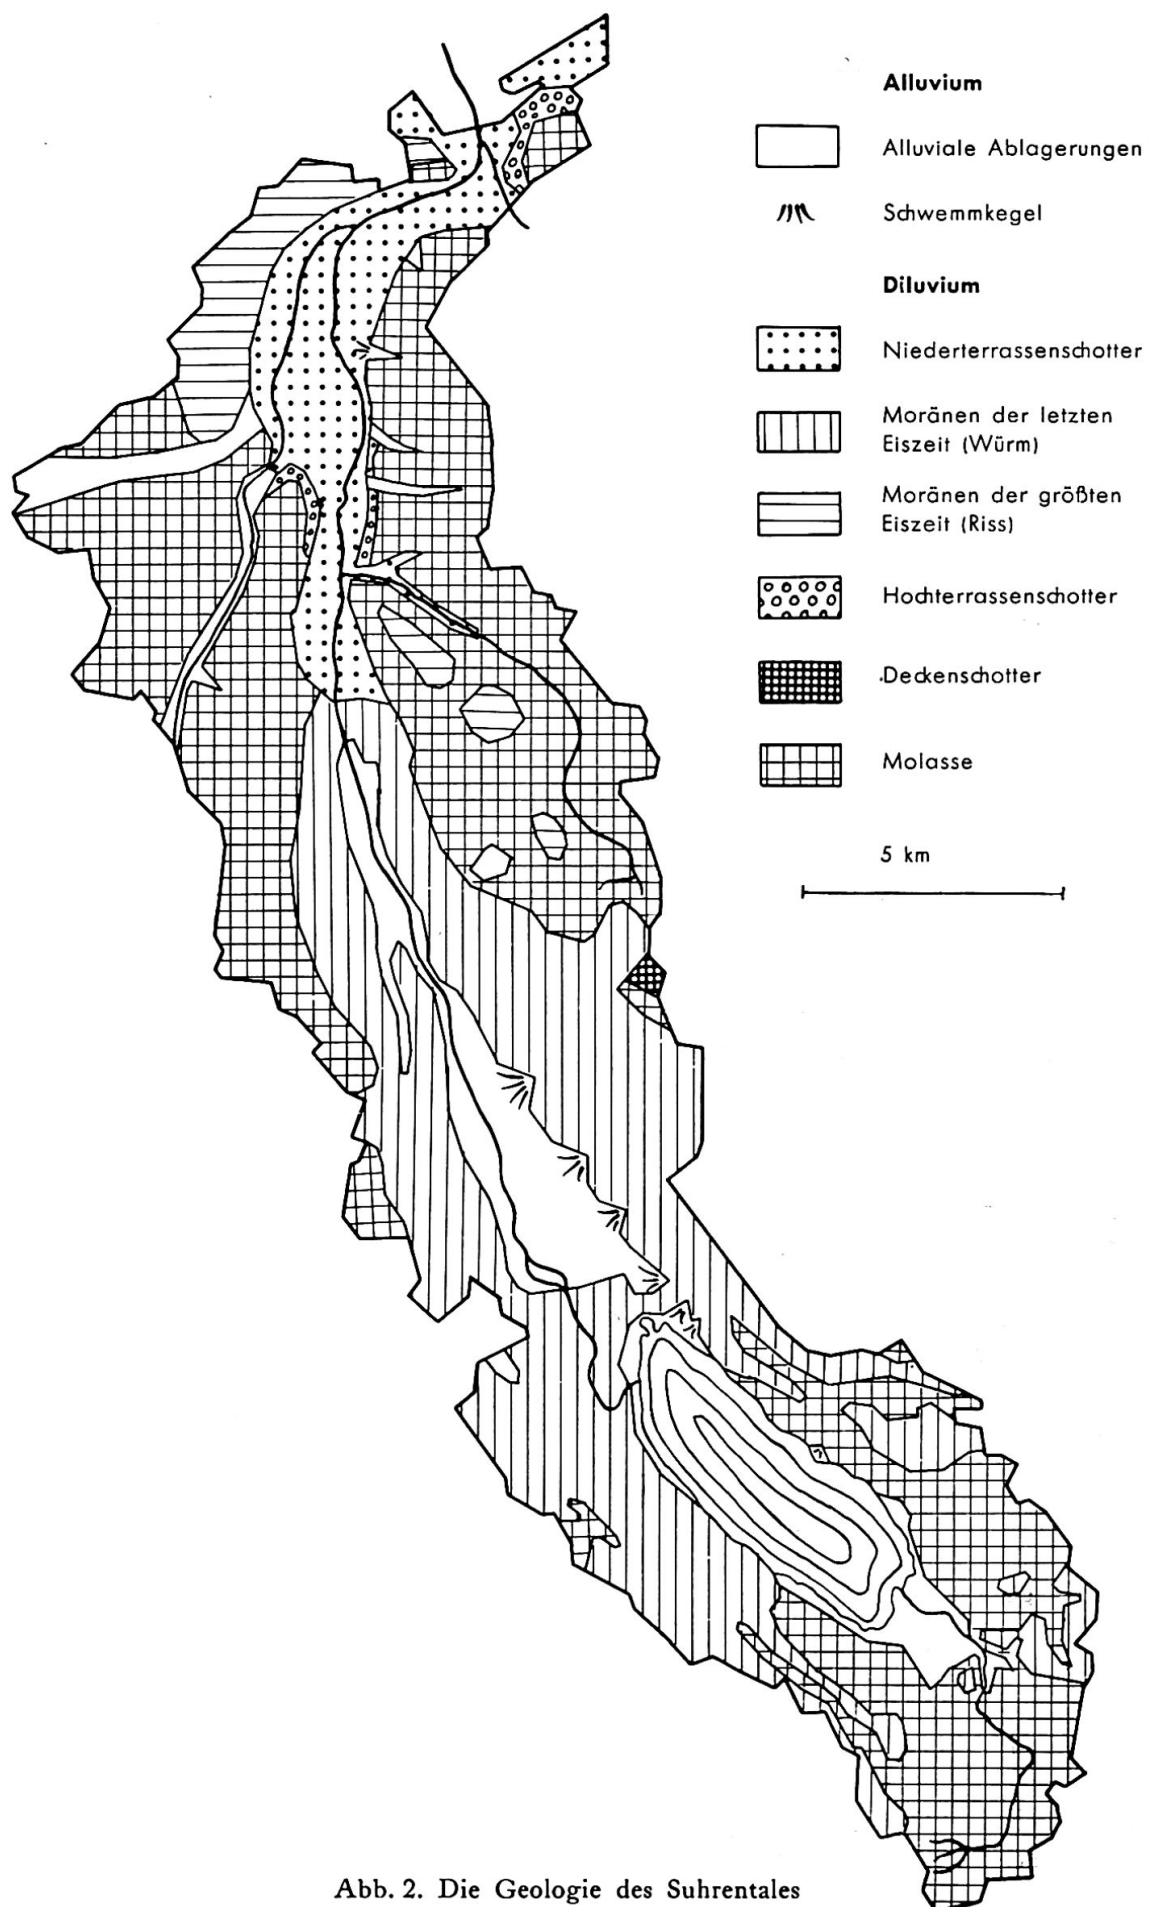 Alluvium
Alluviale Ablagerungen
Schwemmkegel
Diluvium
Niederterrassenschotter
Moränen der letzten
Eiszeit (Würm)
Moränen der größten
Eiszeit (Riss)
Hochterrassenschotter
Deckenschotter
Molasse
5 km
Abb. 2. Die Geologie des Suhrentales